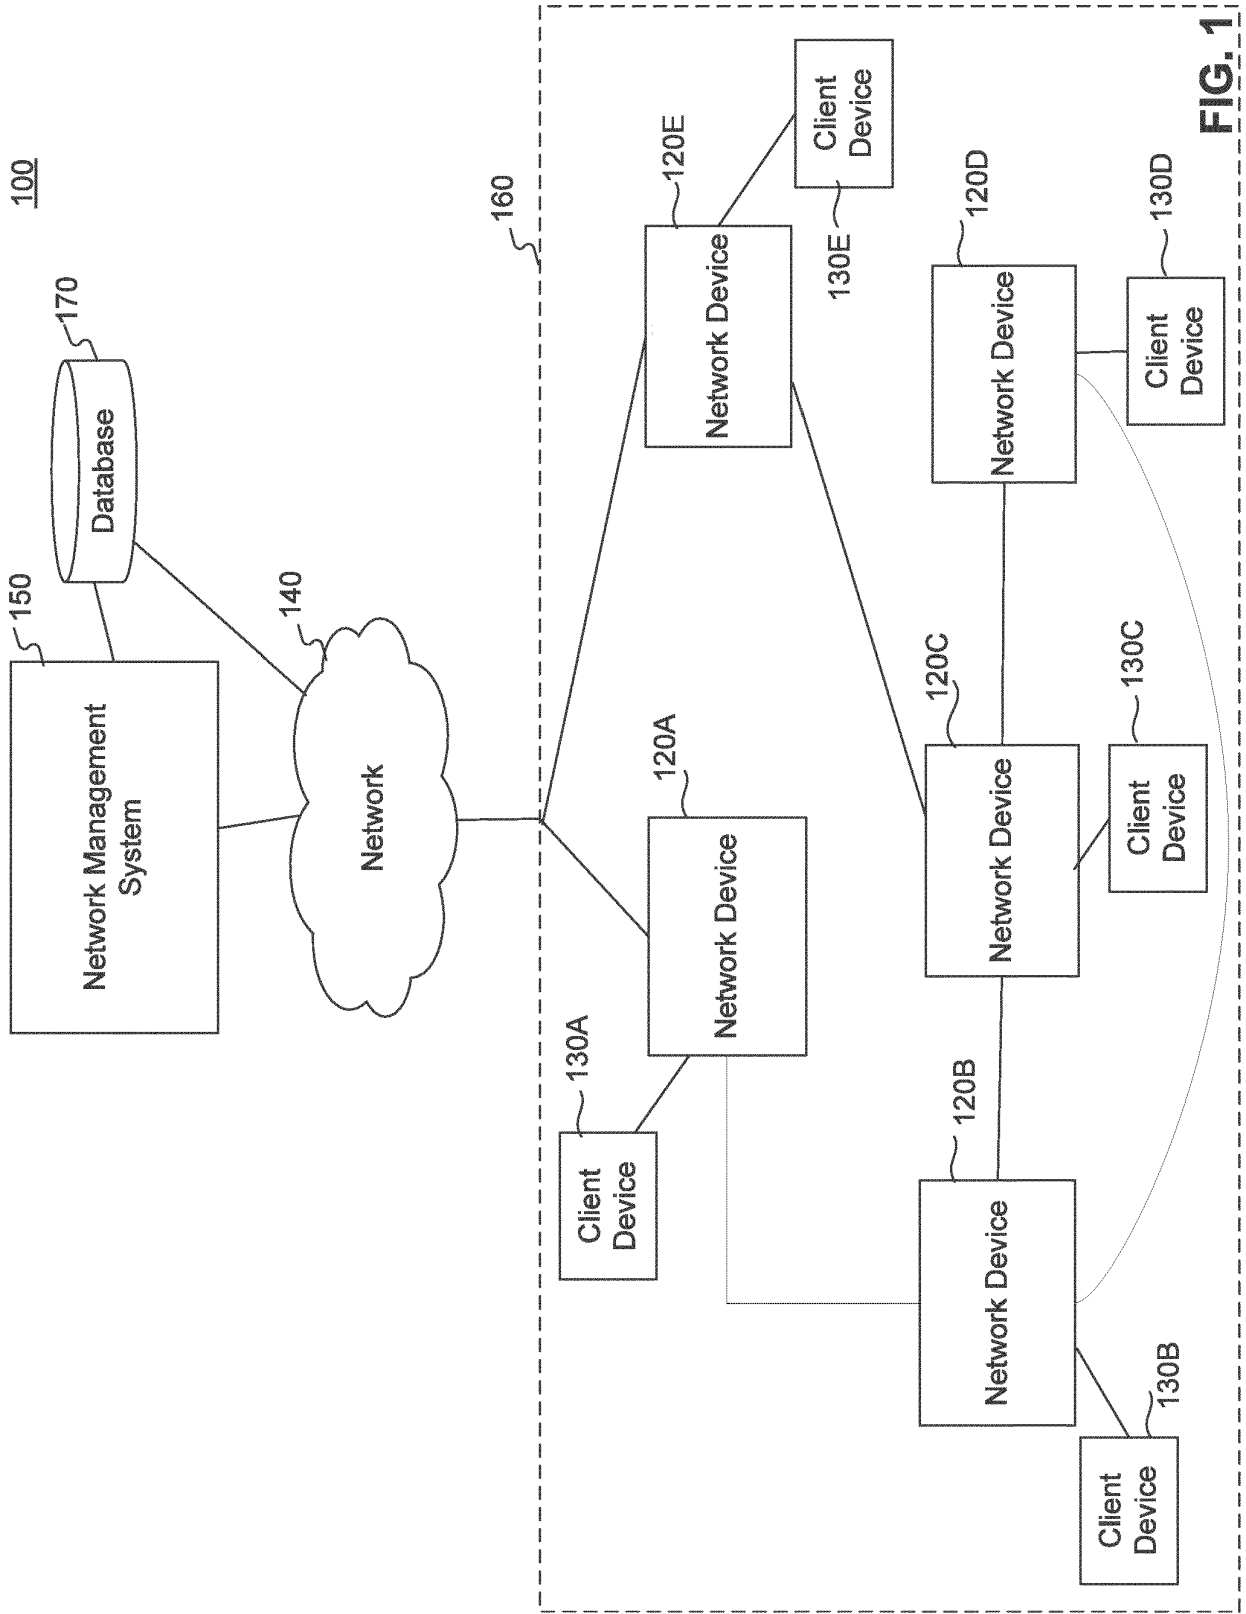 100
150
Network Management
System
170
Database
140
Network
160
130A
Client
Device
120A
Network Device
120E
Network Device
Client
Device
130E
120B
Network Device
120C
Network Device
120D
Network Device
130B
Client
Device
130C
Client
Device
130D
Client
Device
FIG. 1